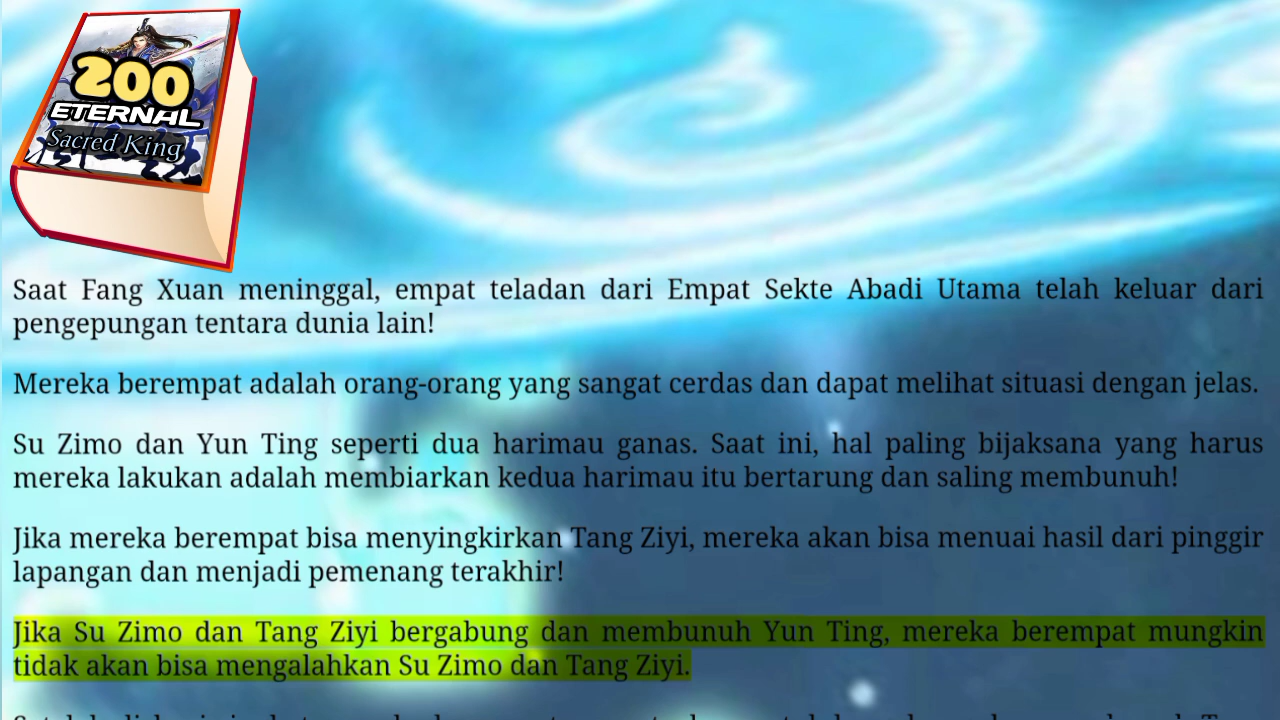 200
ETERNAL
Sacred King
Saat Fang Xuan meninggal, empat teladan dari Empat Sekte Abadi Utama telah keluar dari
pengepungan tentara dunia lain!
Mereka berempat adalah orang-orang yang sangat cerdas dan dapat melihat situasi dengan jelas.
Su Zimo dan Yun Ting seperti dua harimau ganas. Saat ini, hal paling bijaksana yang harus
mereka lakukan adalah membiarkan kedua harimau itu bertarung dan saling membunuh!
Jika mereka berempat bisa menyingkirkan Tang Ziyi, mereka akan bisa menuai hasil dari pinggir
lapangan dan menjadi pemenang terakhir!
Jika Su Zimo dan Tang Ziyi bergabung dan membunuh Yun Ting, mereka berempat mungkin
tidak akan bisa mengalahkan Su Zimo dan Tang Ziyi.